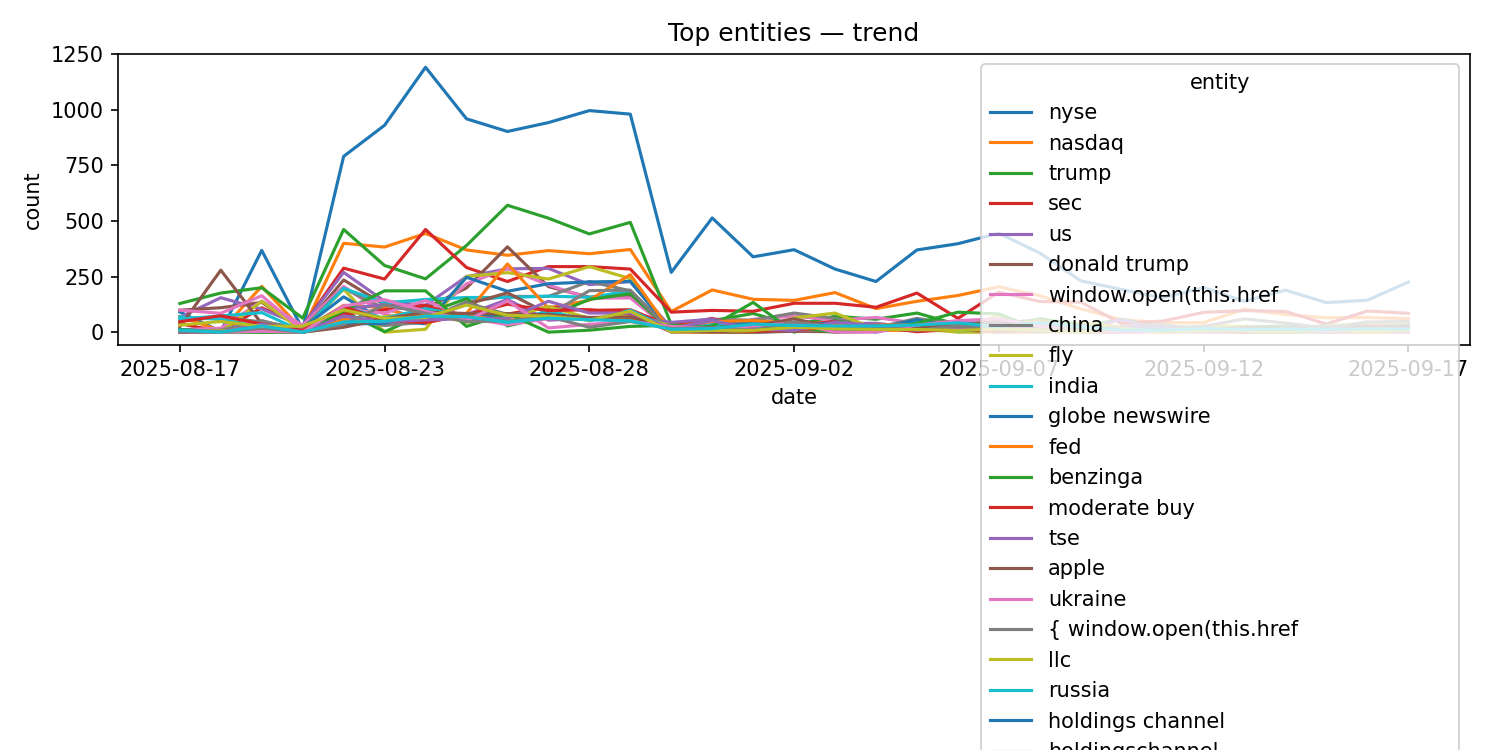 Top entities — trend
1250
1000
750
500
250
0
count
2025-08-17
2025-08-23
2025-08-28
2025-09-02
2025-09-07
2025-09-12
2025-09-17
date
entity
nyse
nasdaq
trump
sec
us
donald trump
window.open(this.href
china
fly
india
globe newswire
fed
benzinga
moderate buy
tse
apple
ukraine
{ window.open(this.href
llc
russia
holdings channel
holdingschannel